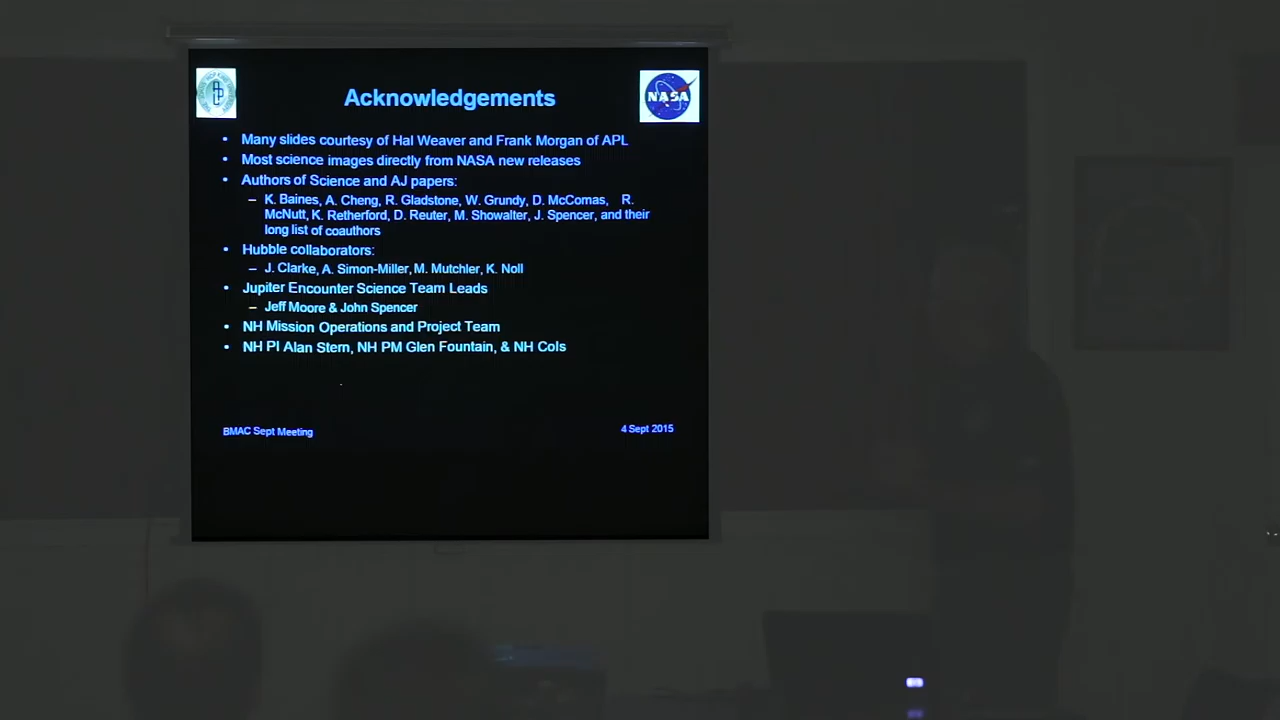 Acknowledgements
NASA
• Many slides courtesy of Hal Weaver and Frank Morgan of APL
• Most science images directly from NASA new releases
• Authors of Science and AJ papers:
– K. Baines, A. Cheng, R. Gladstone, W. Grundy, D. McComas, R.
McNutt, K. Retherford, D. Reuter, M. Showalter, J. Spencer, and their
long list of coauthors
• Hubble collaborators:
– J. Clarke, A. Simon-Miller, M. Mutchler, K. Noll
• Jupiter Encounter Science Team Leads
– Jeff Moore & John Spencer
• NH Mission Operations and Project Team
• NH PI Alan Stern, NH PM Glen Fountain, & NH CoIs
BMAC Sept Meeting
4 Sept 2015